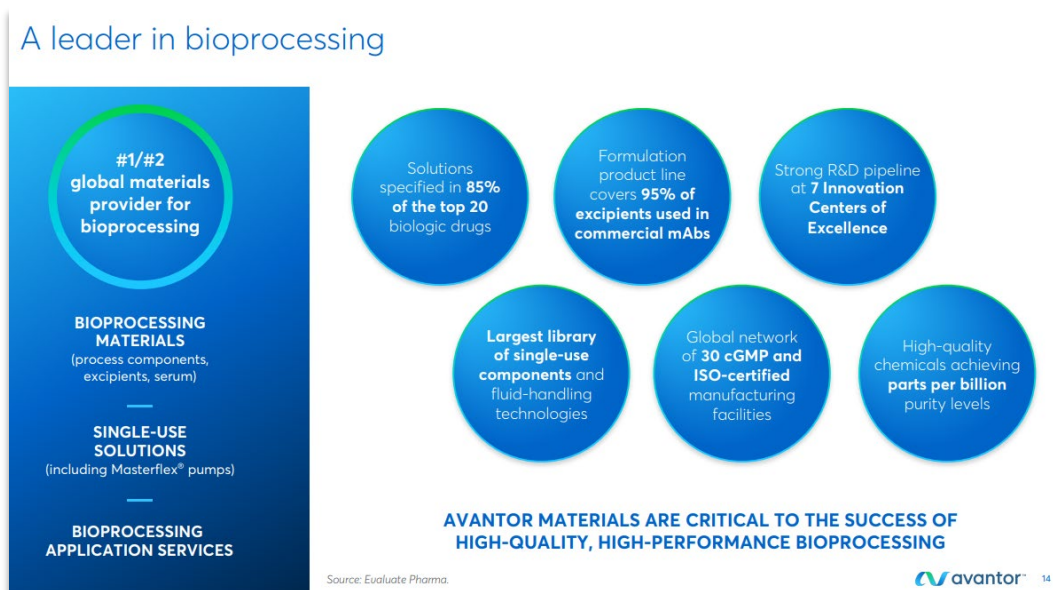 A leader in bioprocessing
#1/#2
global materials
provider for
bioprocessing
BIOPROCESSING
MATERIALS
(process components,
excipients, serum)
SINGLE-USE
SOLUTIONS
(including Masterflex® pumps)
BIOPROCESSING
APPLICATION SERVICES
Solutions
specified in 85%
of the top 20
biologic drugs
Formulation
product line
covers 95% of
excipients used in
commercial mAbs
Strong R&D pipeline
at 7 Innovation
Centers of
Excellence
Largest library
of single-use
components and
fluid-handling
technologies
Global network
of 30 cGMP and
ISO-certified
manufacturing
facilities
High-quality
chemicals achieving
parts per billion
purity levels
AVANTOR MATERIALS ARE CRITICAL TO THE SUCCESS OF
HIGH-QUALITY, HIGH-PERFORMANCE BIOPROCESSING
Source: Evaluate Pharma.
avantor™
14